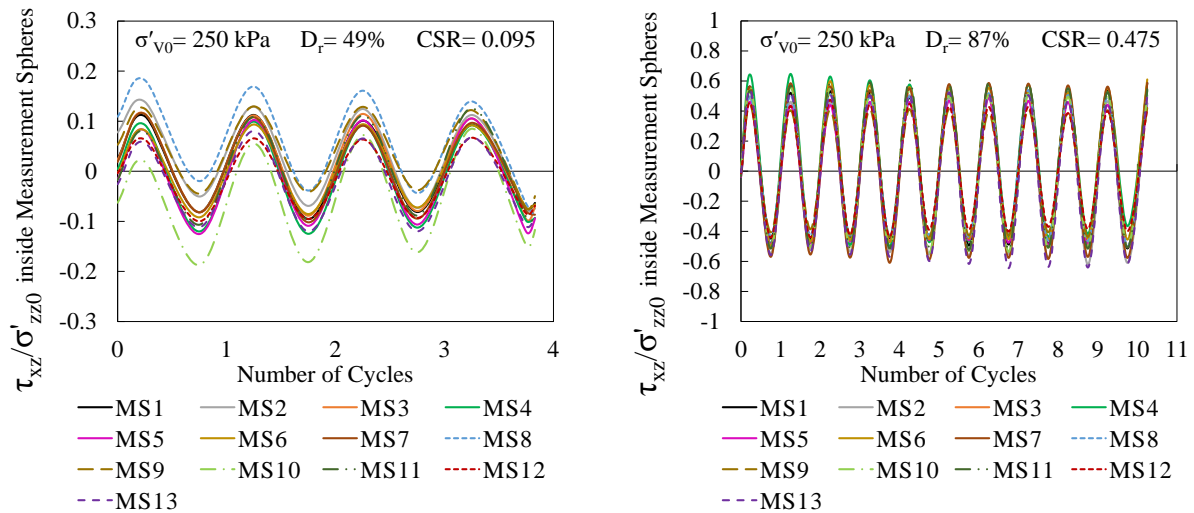 σ'V0= 250 kPa Dr= 49% CSR= 0.095
0.3
0.2
0.1
0
-0.1
-0.2
-0.3
τxz/σ'zz0 inside Measurement Spheres
0 1 2 3 4
Number of Cycles
MS1 MS2 MS3 MS4
MS5 MS6 MS7 MS8
MS9 MS10 MS11 MS12
MS13
σ'V0= 250 kPa Dr= 87% CSR= 0.475
1
0.8
0.6
0.4
0.2
0
-0.2
-0.4
-0.6
-0.8
-1
τxz/σ'zz0 inside Measurement Spheres
0 1 2 3 4 5 6 7 8 9 10 11
Number of Cycles
MS1 MS2 MS3 MS4
MS5 MS6 MS7 MS8
MS9 MS10 MS11 MS12
MS13